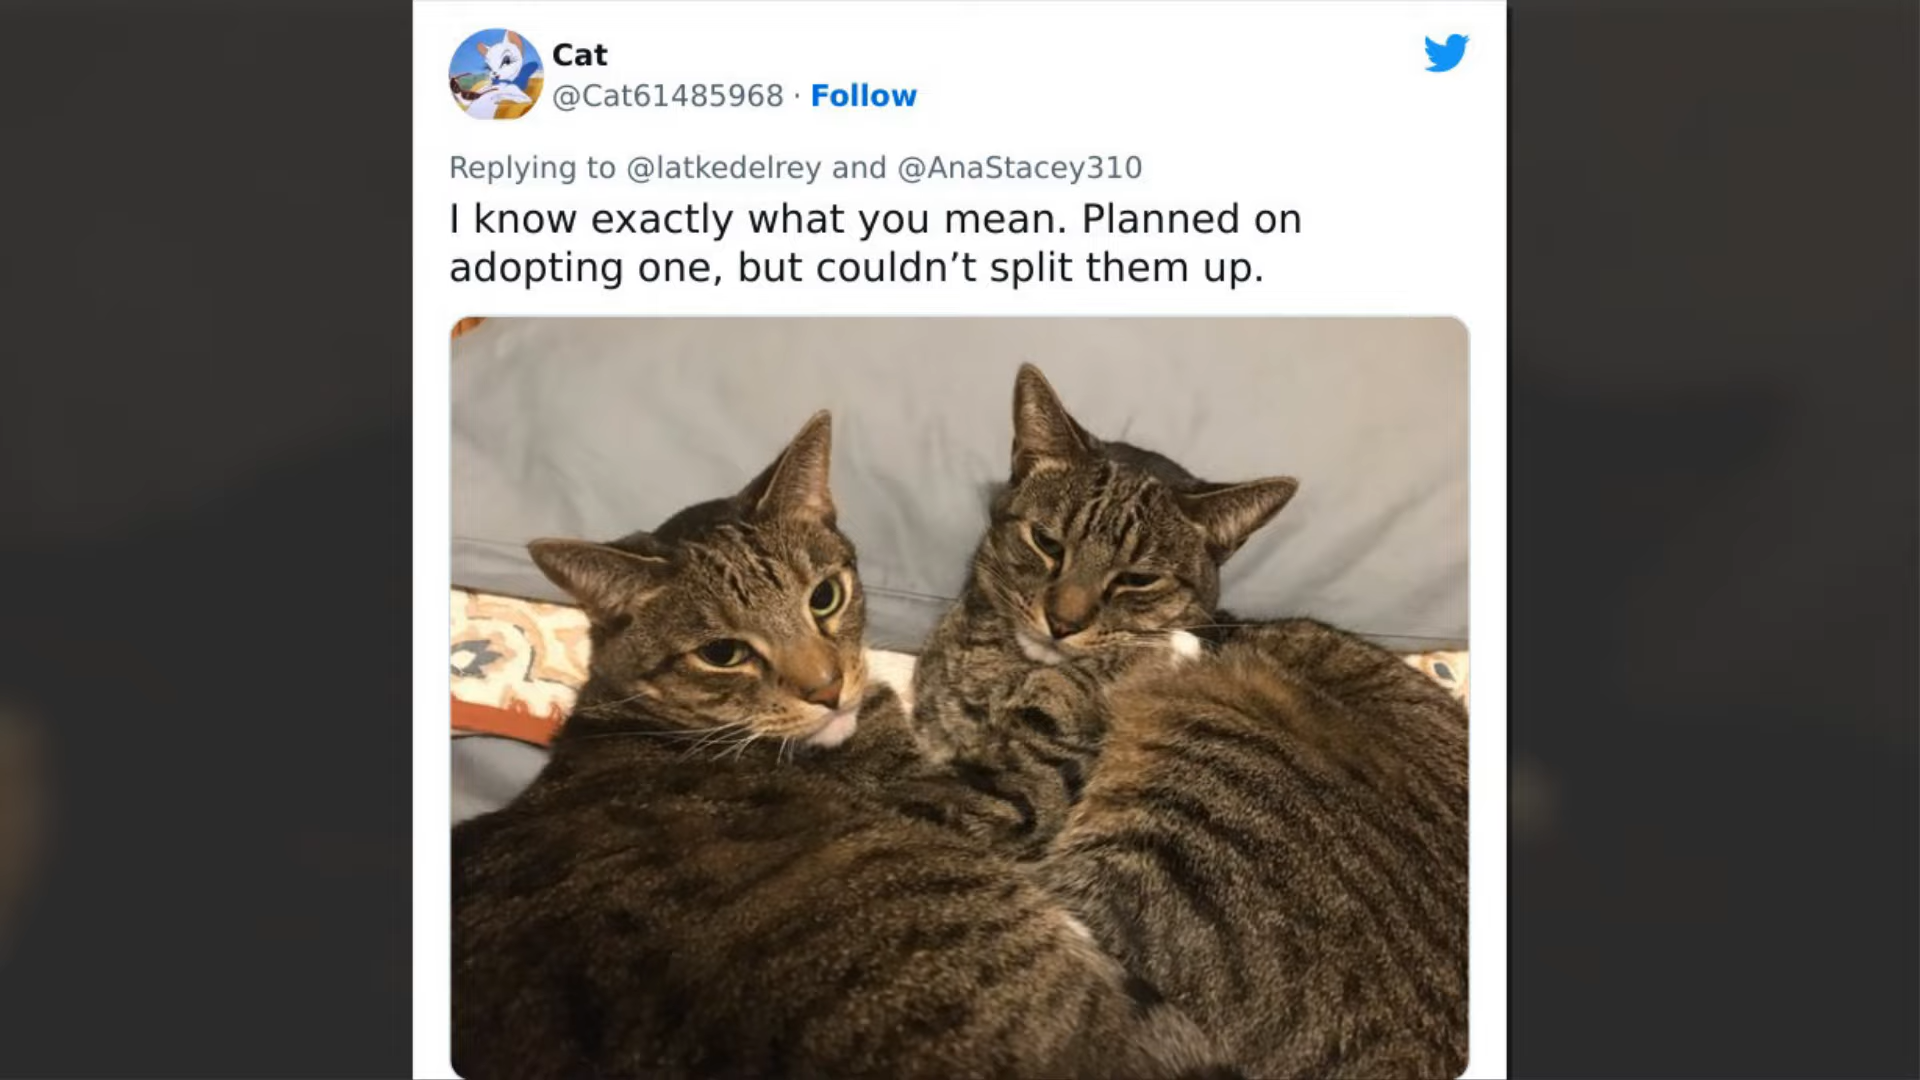 Cat
@Cat61485968 · Follow
Replying to @latkedelrey and @AnaStacey310
I know exactly what you mean. Planned on
adopting one, but couldn’t split them up.